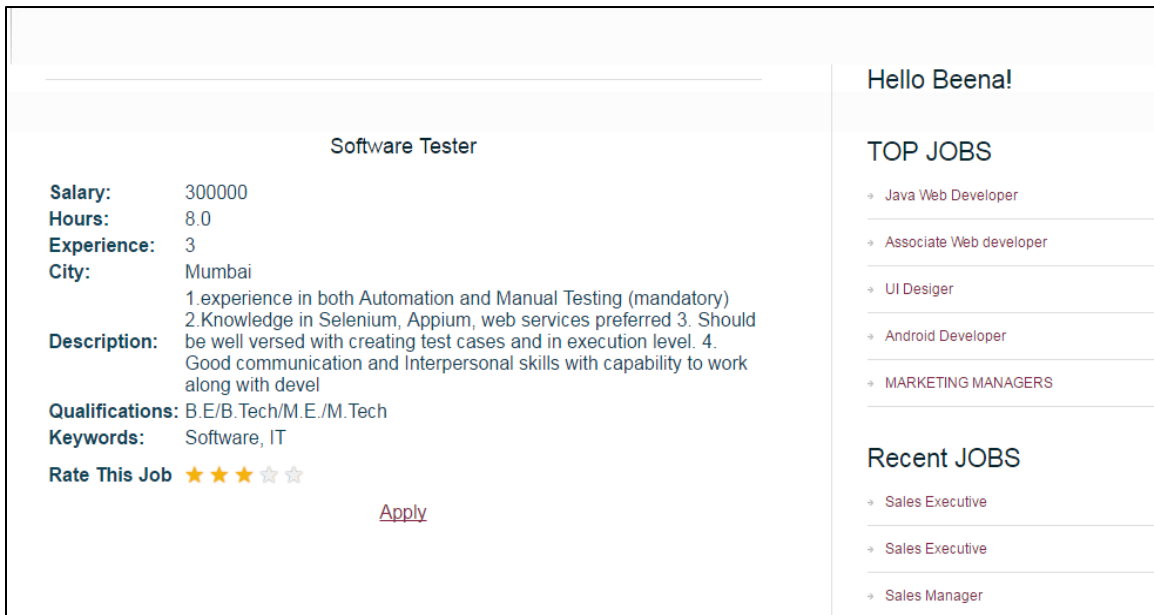 Software Tester
Salary: 300000
Hours: 8.0
Experience: 3
City: Mumbai
Description: 1.experience in both Automation and Manual Testing (mandatory)
2.Knowledge in Selenium, Appium, web services preferred 3. Should
be well versed with creating test cases and in execution level. 4.
Good communication and Interpersonal skills with capability to work
along with devel
Qualifications: B.E/B.Tech/M.E./M.Tech
Keywords: Software, IT
Rate This Job
Apply
Hello Beena!
TOP JOBS
Java Web Developer
Associate Web developer
UI Desiger
Android Developer
MARKETING MANAGERS
Recent JOBS
Sales Executive
Sales Executive
Sales Manager